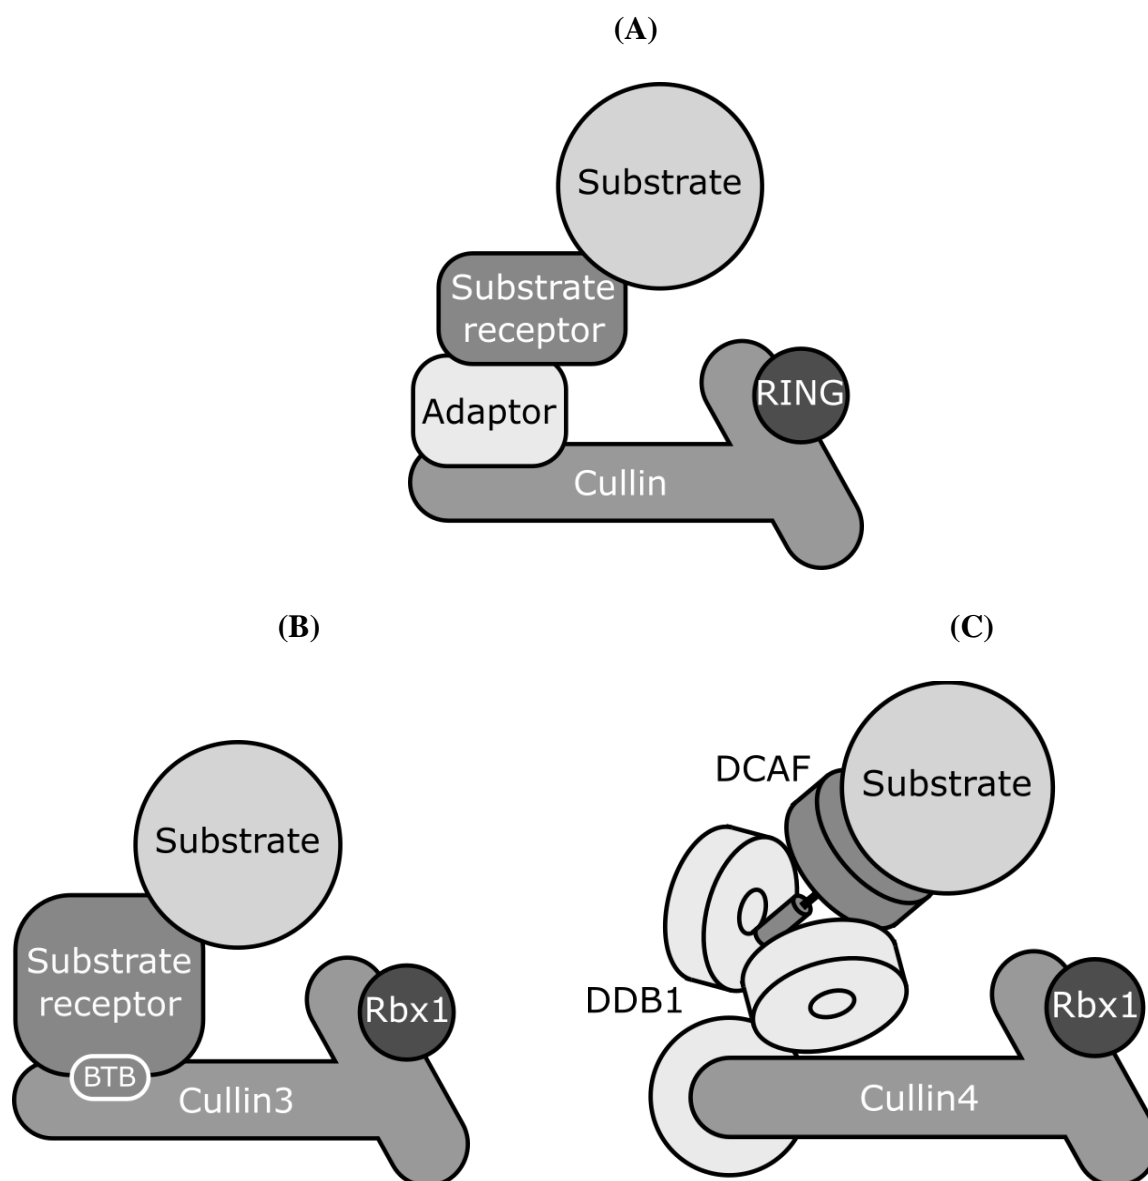 (A)
Substrate
Substrate
receptor
RING
Adaptor
Cullin
(B)
(C)
Substrate
Substrate
receptor
Rbx1
BTB
Cullin3
DCAF
Substrate
DDB1
Rbx1
Cullin4